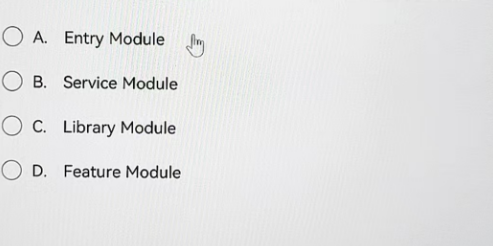 A. Entry Module
B. Service Module
C. Library Module
D. Feature Module